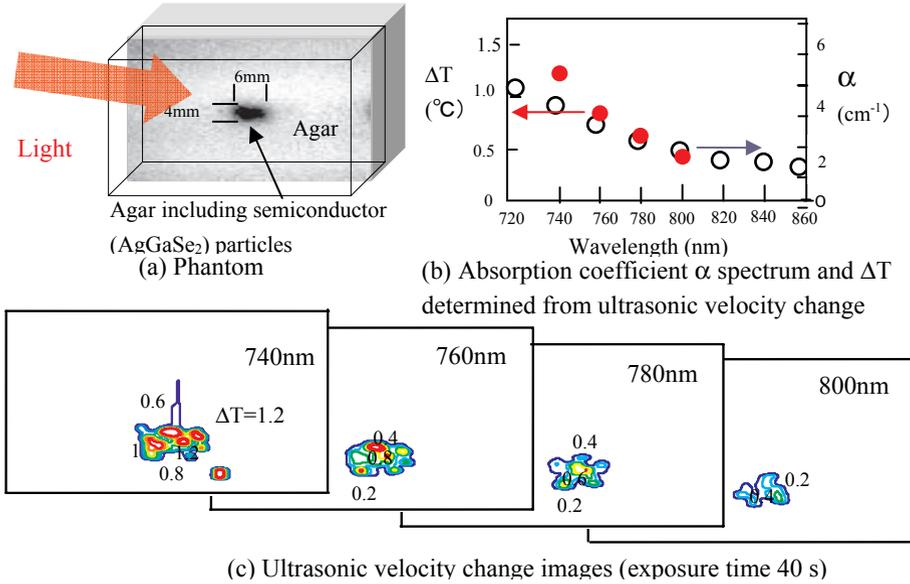 6mm
4mm
Agar
Light
Agar including semiconductor
(AgGaSe2) particles
(a) Phantom
ΔT
(°C)
1.5
1.0
0.5
0
6
4
2
0
α
(cm-1)
720 740 760 780 800 820 840 860
Wavelength (nm)
(b) Absorption coefficient α spectrum and ΔT
determined from ultrasonic velocity change
740nm
0.6
ΔT=1.2
1
1.2
0.8
760nm
0.4
0.8
0.2
780nm
0.4
0.6
0.2
800nm
0.2
0.4
(c) Ultrasonic velocity change images (exposure time 40 s)